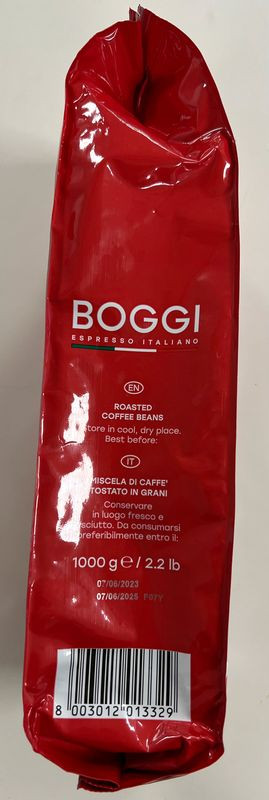 BOGGI
ESPRESSO ITALIANO
EN
ROASTED
COFFEE BEANS
Store in cool, dry place.
Best before:
IT
MISCELA DI CAFFE'
TOSTATO IN GRANI
Conservare
in luogo fresco e
asciutto. Da consumarsi
preferibilmente entro il:
1000 g ℮ / 2.2 lb
07/06/2023
07/06/2025 F07Y
8 003012 013329